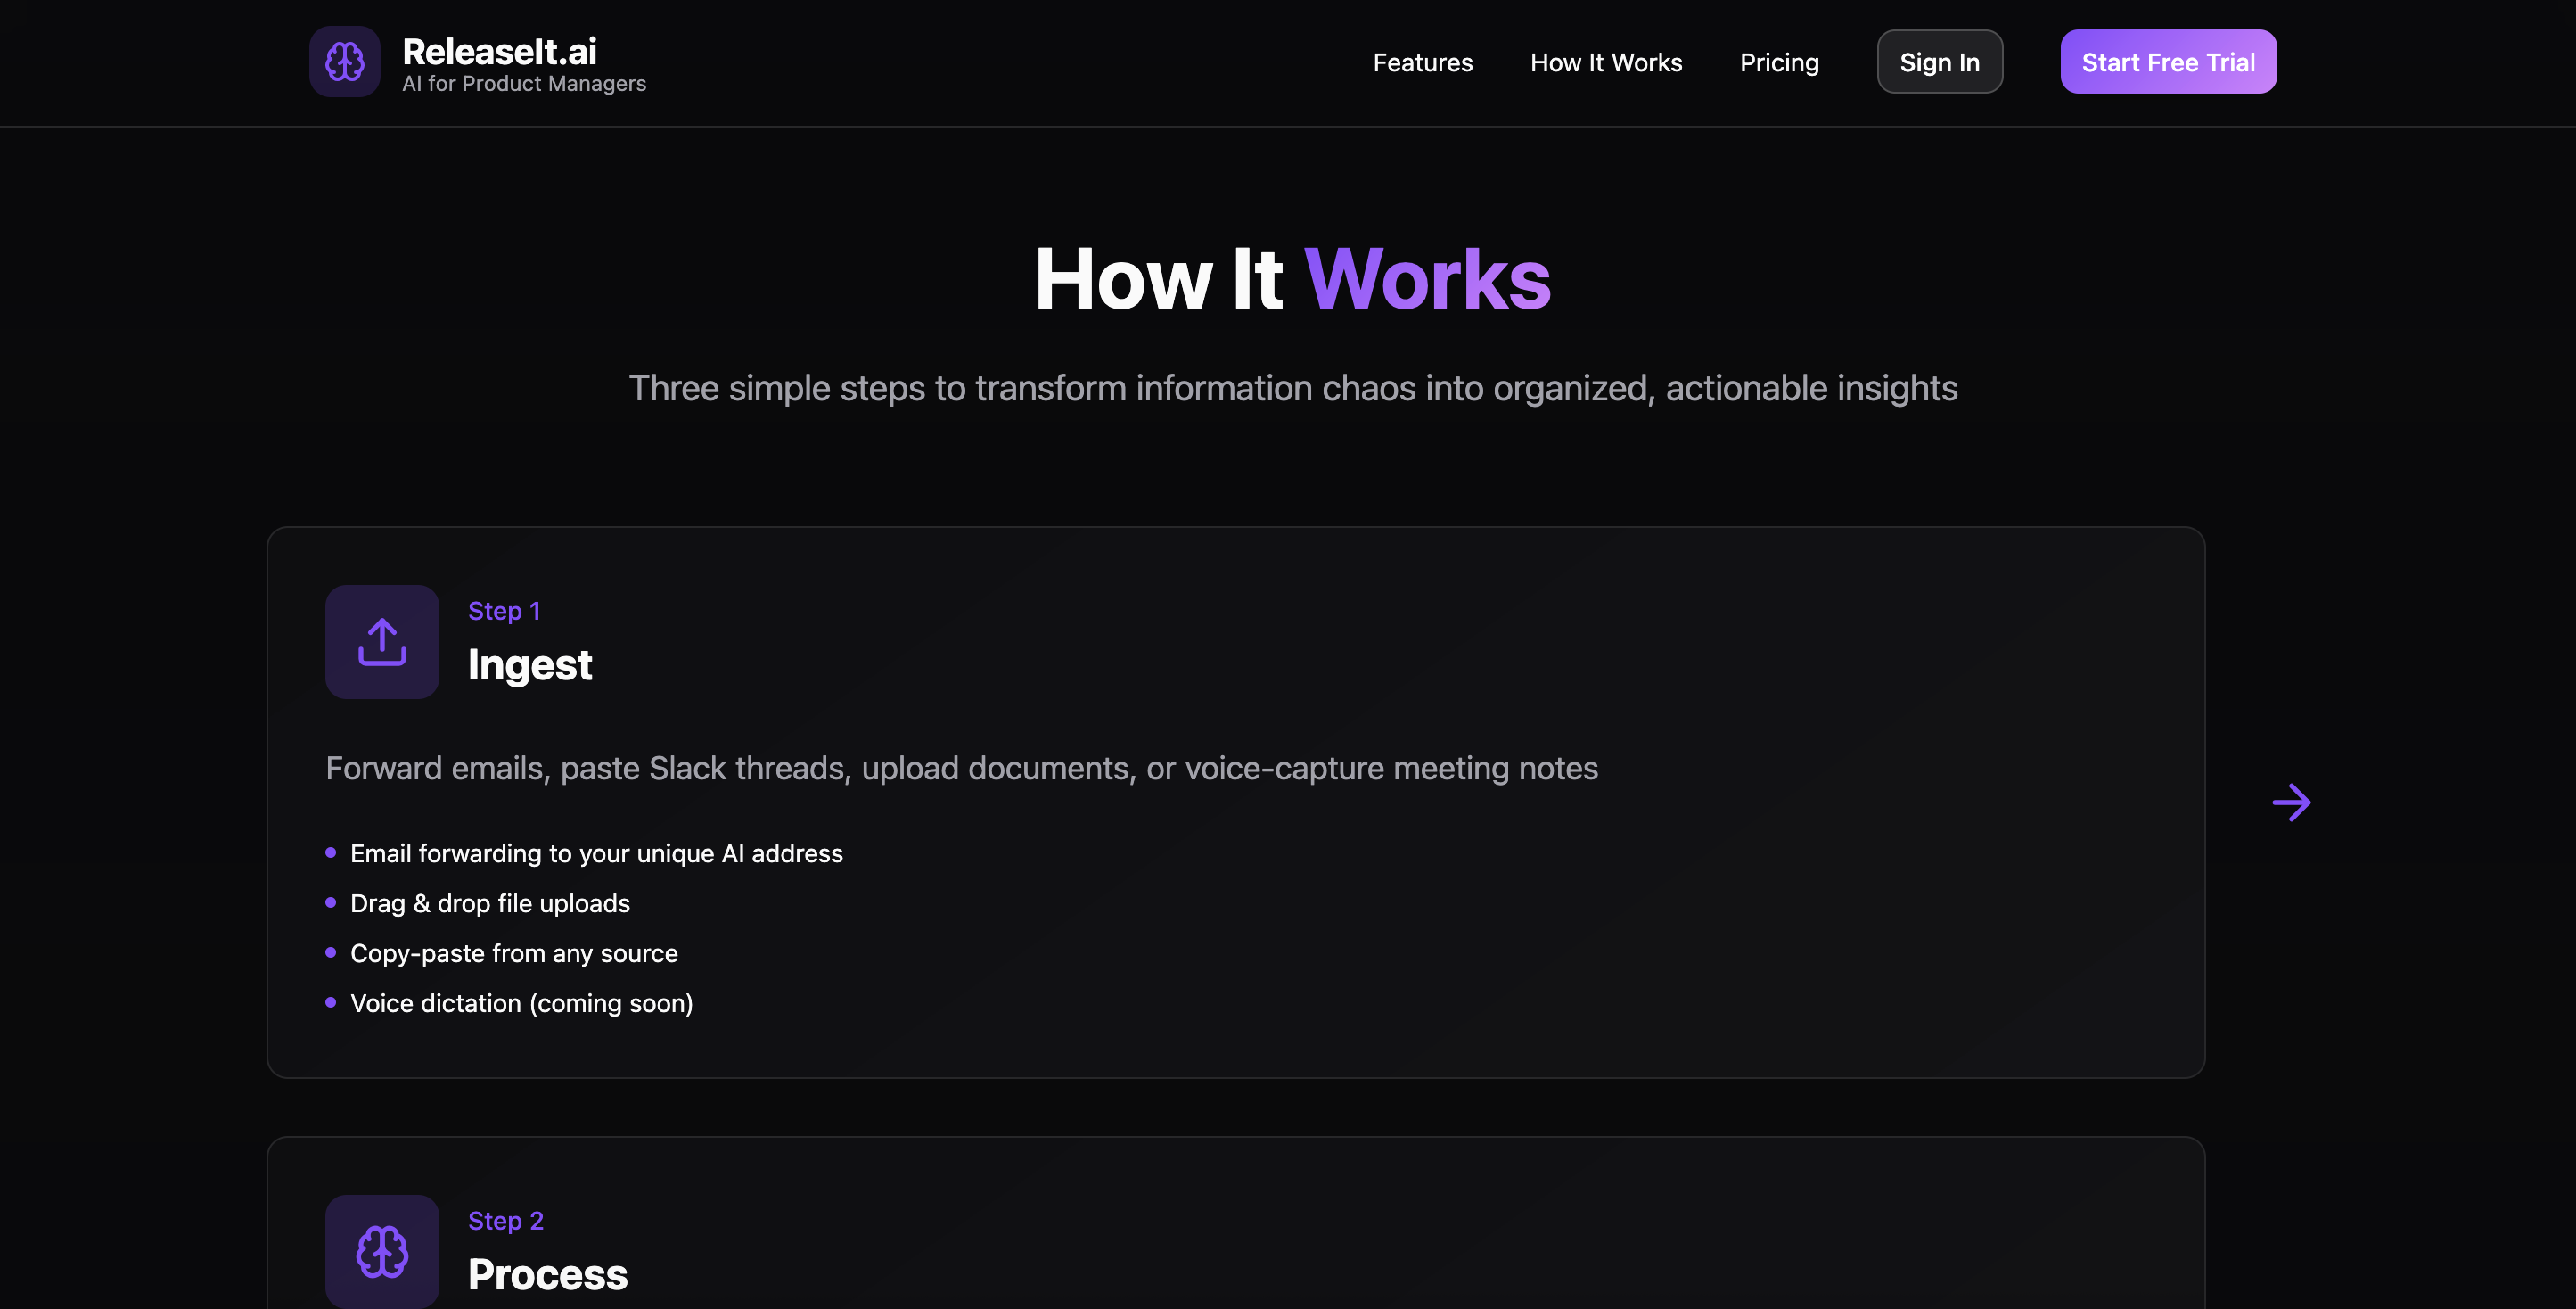 ReleaseIt.ai
AI for Product Managers
Features
How It Works
Pricing
Sign In
Start Free Trial
How It Works
Three simple steps to transform information chaos into organized, actionable insights
Step 1
Ingest
Forward emails, paste Slack threads, upload documents, or voice-capture meeting notes
Email forwarding to your unique AI address
Drag & drop file uploads
Copy-paste from any source
Voice dictation (coming soon)
Step 2
Process